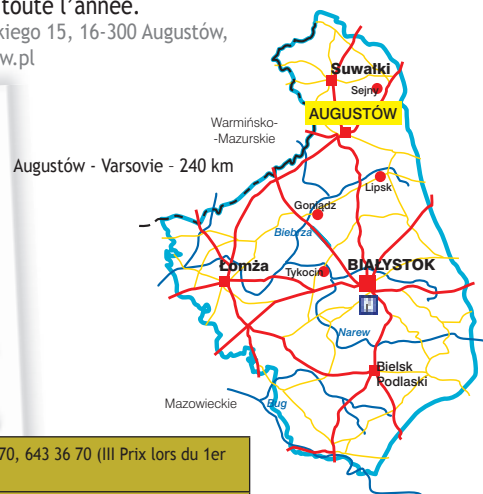 toute l'année.
kiego 15, 16-300 Augustów,
w.pl
Augustów - Varsovie - 240 km
Suwałki
Sejny
AUGUSTÓW
Warmińsko-
-Mazurskie
Lipsk
Goniądz
Biebrza
BIAŁYSTOK
Łomża
Tykocin
Narew
Bielsk
Podlaski
Mazowieckie
Bug
70, 643 36 70 (III Prix lors du 1er